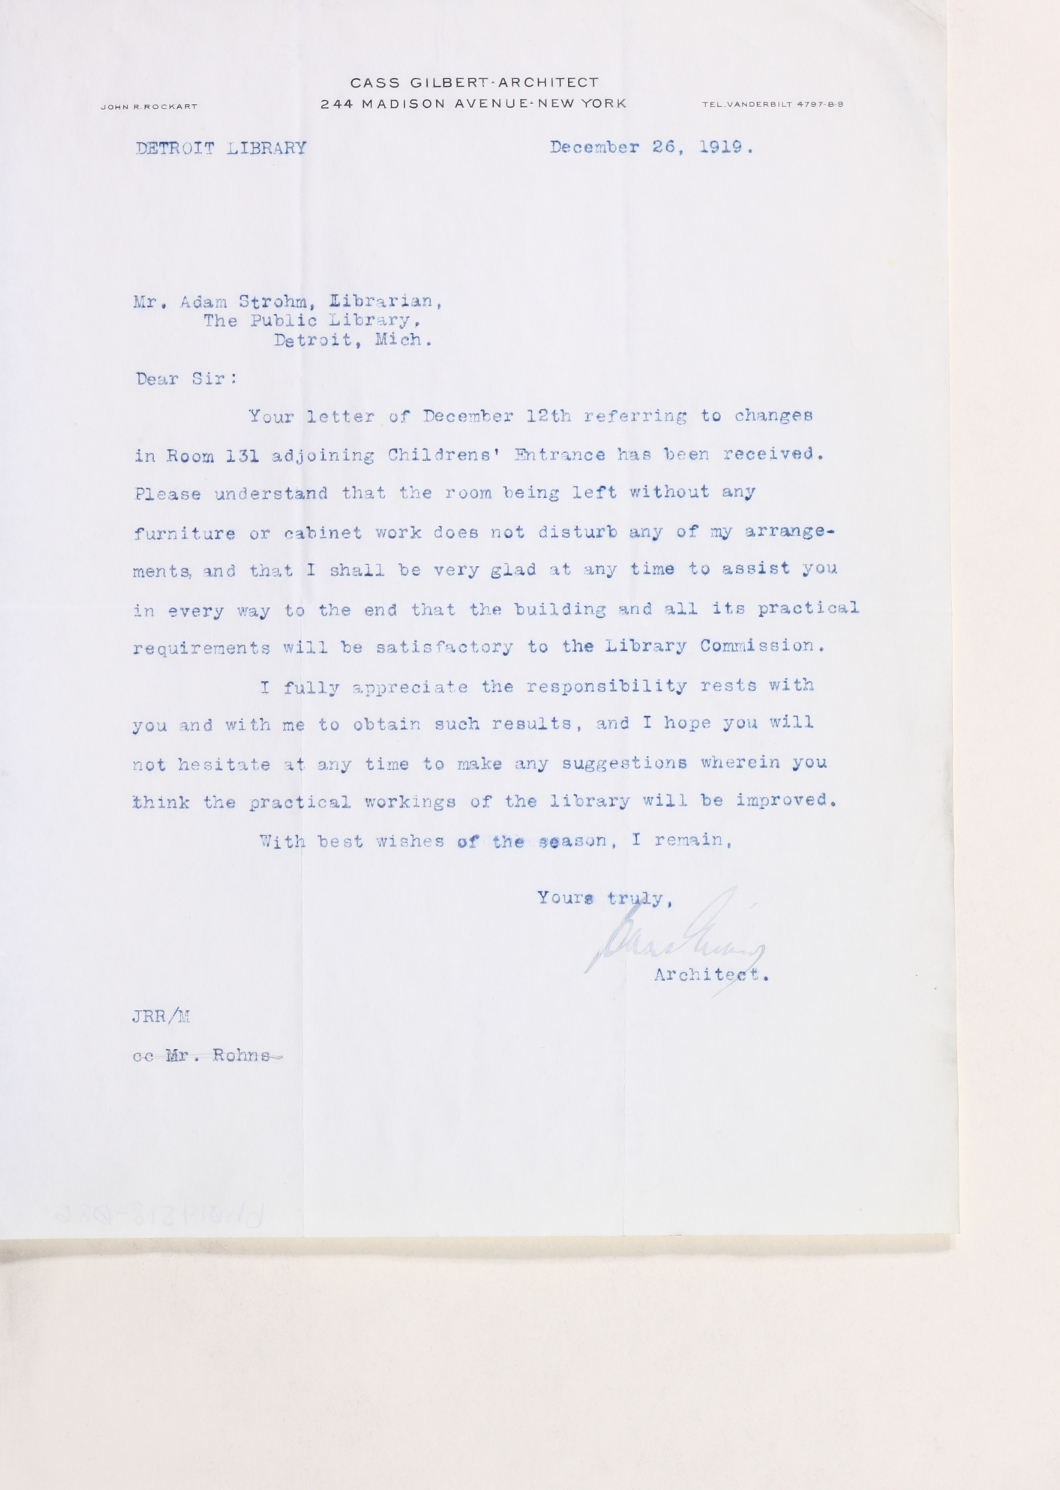 CASS GILBERT-ARCHITECT
JOHN R. ROCKART 244 MADISON AVENUE-NEW YORK TEL. VANDERBILT 4797-8-9
DETROIT LIBRARY December 26, 1919.
Mr. Adam Strohm, Librarian,
The Public Library,
Detroit, Mich.
Dear Sir:
Your letter of December 12th referring to changes
in Room 131 adjoining Childrens' Entrance has been received.
Please understand that the room being left without any
furniture or cabinet work does not disturb any of my arrange-
ments, and that I shall be very glad at any time to assist you
in every way to the end that the building and all its practical
requirements will be satisfactory to the Library Commission.
I fully appreciate the responsibility rests with
you and with me to obtain such results, and I hope you will
not hesitate at any time to make any suggestions wherein you
think the practical workings of the library will be improved.
With best wishes of the season, I remain,
Yours truly,
Cass Gilbert
Architect.
JRR/M
cc Mr. Rohns